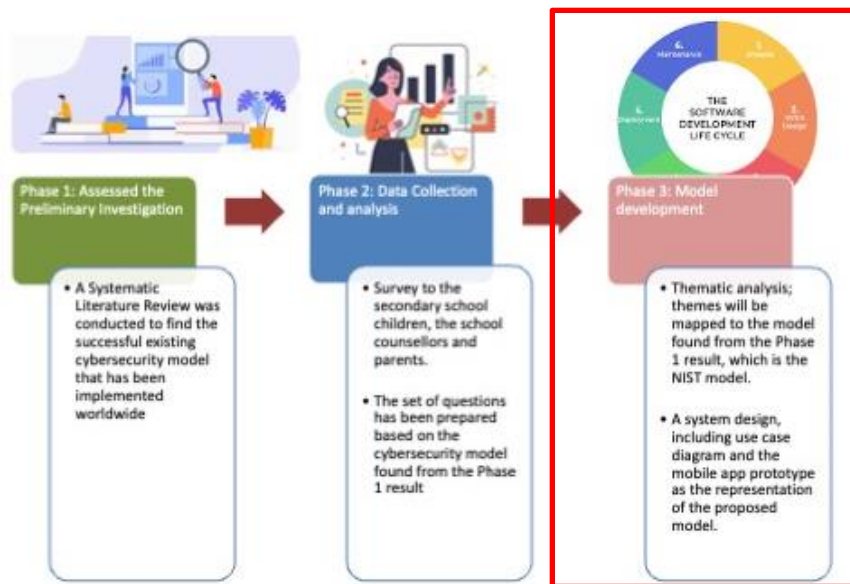 6.
Maintenance
THE
SOFTWARE
DEVELOPMENT
LIFE CYCLE
Phase 1: Assessed the
Preliminary Investigation
Phase 2: Data Collection
and analysis
Phase 3: Model
development
• A Systematic
Literature Review was
conducted to find the
successful existing
cybersecurity model
that has been
implemented
worldwide
• Survey to the
secondary school
children, the school
counsellors and
parents.
• The set of questions
has been prepared
based on the
cybersecurity model
found from the Phase
1 result
• Thematic analysis;
themes will be
mapped to the model
found from the Phase
1 result, which is the
NIST model.
• A system design,
including use case
diagram and the
mobile app prototype
as the representation
of the proposed
model.